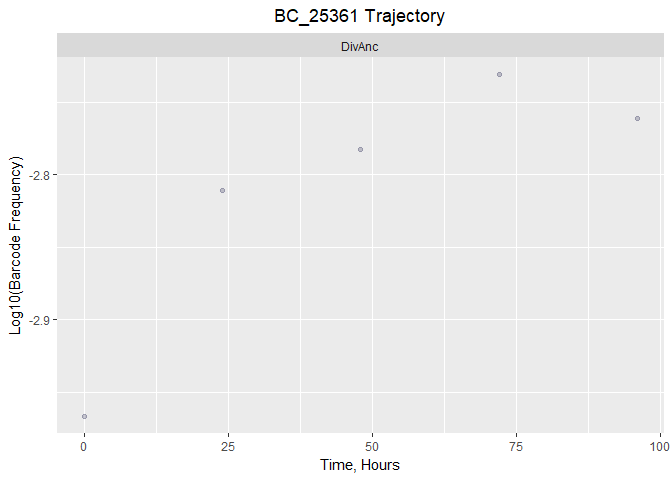 BC_25361 Trajectory
DivAnc
Log10(Barcode Frequency)
-2.8
-2.9
0 25 50 75 100
Time, Hours